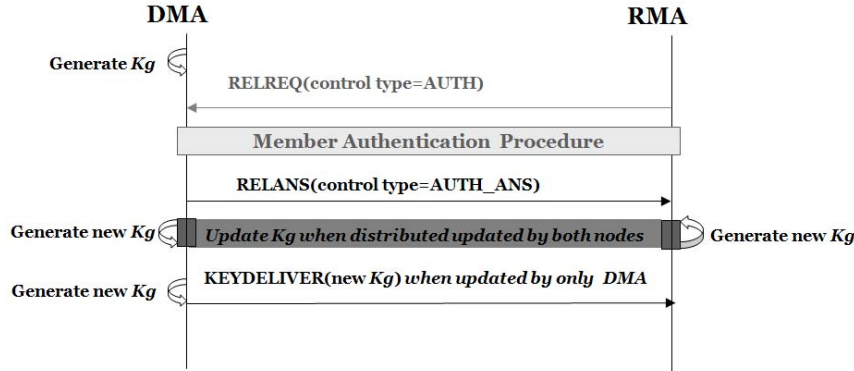 DMA
RMA
Generate Kg
RELREQ(control type=AUTH)
Member Authentication Procedure
RELANS(control type=AUTH_ANS)
Generate new Kg
Update Kg when distributed updated by both nodes
Generate new Kg
KEYDELIVER(new Kg) when updated by only DMA
Generate new Kg